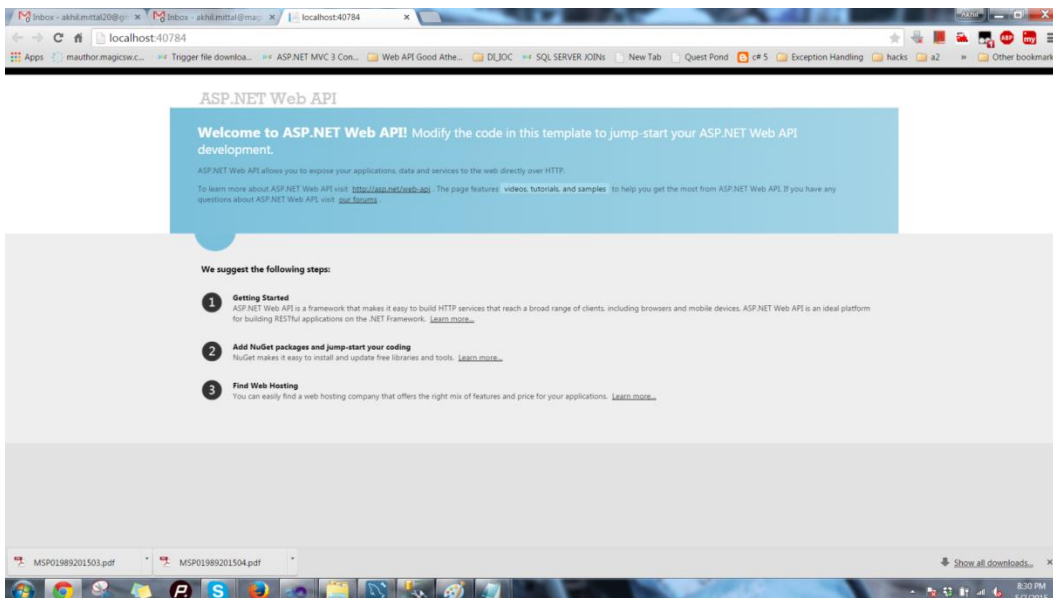 Inbox - akhil.mittal20@g
Inbox - akhil.mittal@mag
localhost:40784
Akhil
localhost:40784
Apps
mauthor.magicsw.c...
Trigger file downloa...
ASP.NET MVC 3 Con...
Web API Good Athe...
DI_IOC
SQL SERVER JOINs
New Tab
Quest Pond
c# 5
Exception Handling
hacks
a2
»
Other bookmark
ASP.NET Web API
Welcome to ASP.NET Web API! Modify the code in this template to jump-start your ASP.NET Web API
development.
ASP.NET Web API allows you to expose your applications, data and services to the web directly over HTTP.
To learn more about ASP.NET Web API visit http://asp.net/web-api . The page features videos, tutorials, and samples to help you get the most from ASP.NET Web API. If you have any
questions about ASP.NET Web API, visit our forums .
We suggest the following steps:
1
Getting Started
ASP.NET Web API is a framework that makes it easy to build HTTP services that reach a broad range of clients, including browsers and mobile devices. ASP.NET Web API is an ideal platform
for building RESTful applications on the .NET Framework. Learn more...
2
Add NuGet packages and jump-start your coding
NuGet makes it easy to install and update free libraries and tools. Learn more...
3
Find Web Hosting
You can easily find a web hosting company that offers the right mix of features and price for your applications. Learn more...
MSP01989201503.pdf
MSP01989201504.pdf
Show all downloads...
8:30 PM